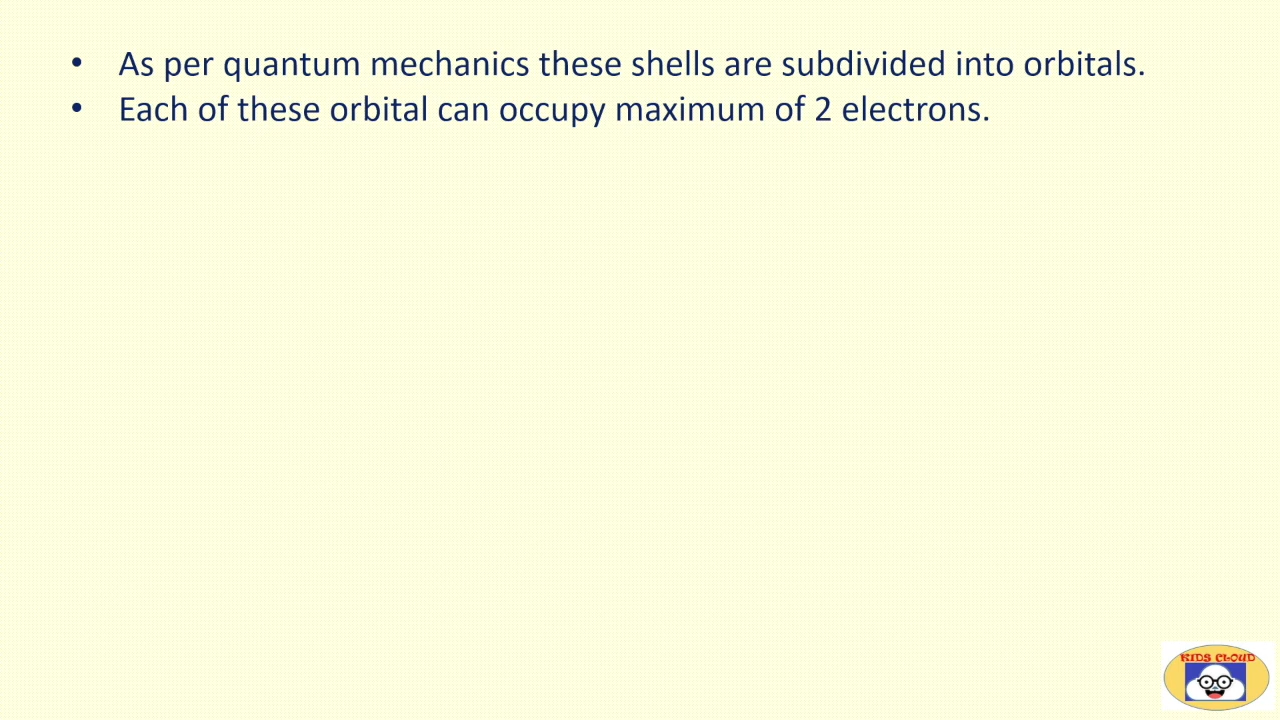 • As per quantum mechanics these shells are subdivided into orbitals.
• Each of these orbital can occupy maximum of 2 electrons.
KIDS CLOUD